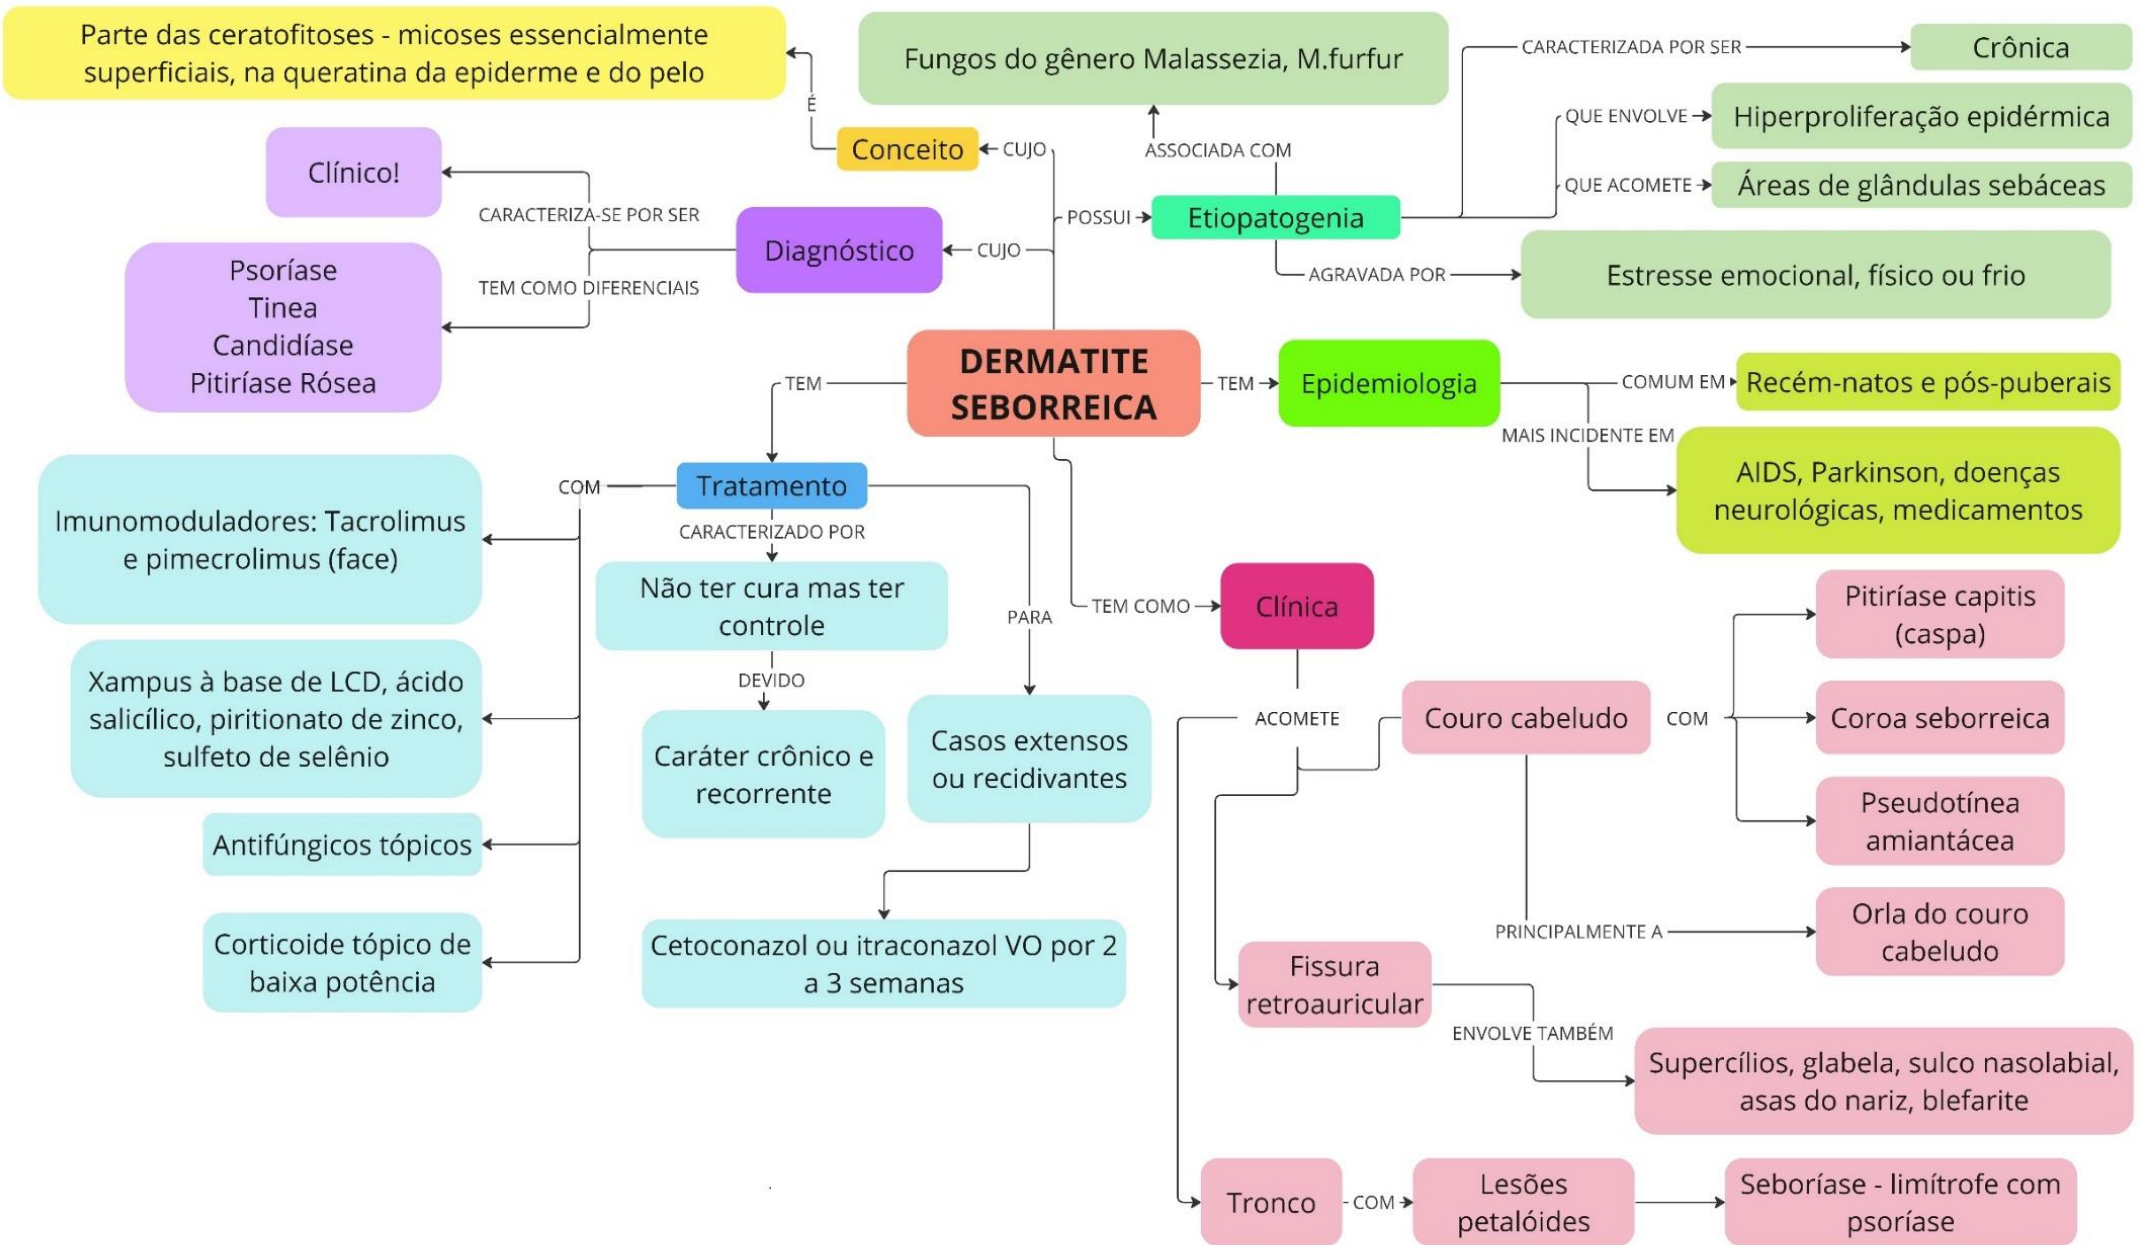 Parte das ceratofitoses - micoses essencialmente
superficiais, na queratina da epiderme e do pelo
É
Conceito
CUJO
Fungos do gênero Malassezia, M.furfur
ASSOCIADA COM
CARACTERIZADA POR SER
Crônica
QUE ENVOLVE
Hiperproliferação epidérmica
QUE ACOMETE
Áreas de glândulas sebáceas
POSSUI
Etiopatogenia
AGRAVADA POR
Estresse emocional, físico ou frio
Clínico!
CARACTERIZA-SE POR SER
Diagnóstico
CUJO
TEM COMO DIFERENCIAIS
Psoríase
Tinea
Candidíase
Pitiríase Rósea
DERMATITE
SEBORREICA
TEM
Epidemiologia
COMUM EM
Recém-natos e pós-puberais
MAIS INCIDENTE EM
AIDS, Parkinson, doenças
neurológicas, medicamentos
TEM
Tratamento
COM
Imunomoduladores: Tacrolimus
e pimecrolimus (face)
Xampus à base de LCD, ácido
salicílico, piritionato de zinco,
sulfeto de selênio
Antifúngicos tópicos
Corticoide tópico de
baixa potência
CARACTERIZADO POR
Não ter cura mas ter
controle
DEVIDO
Caráter crônico e
recorrente
PARA
Casos extensos
ou recidivantes
Cetoconazol ou itraconazol VO por 2
a 3 semanas
TEM COMO
Clínica
ACOMETE
Couro cabeludo
COM
Pitiríase capitis
(caspa)
Coroa seborreica
Pseudotínea
amiantácea
PRINCIPALMENTE A
Orla do couro
cabeludo
Fissura
retroauricular
ENVOLVE TAMBÉM
Supercílios, glabela, sulco nasolabial,
asas do nariz, blefarite
Tronco
COM
Lesões
petalóides
Seboríase - limítrofe com
psoríase